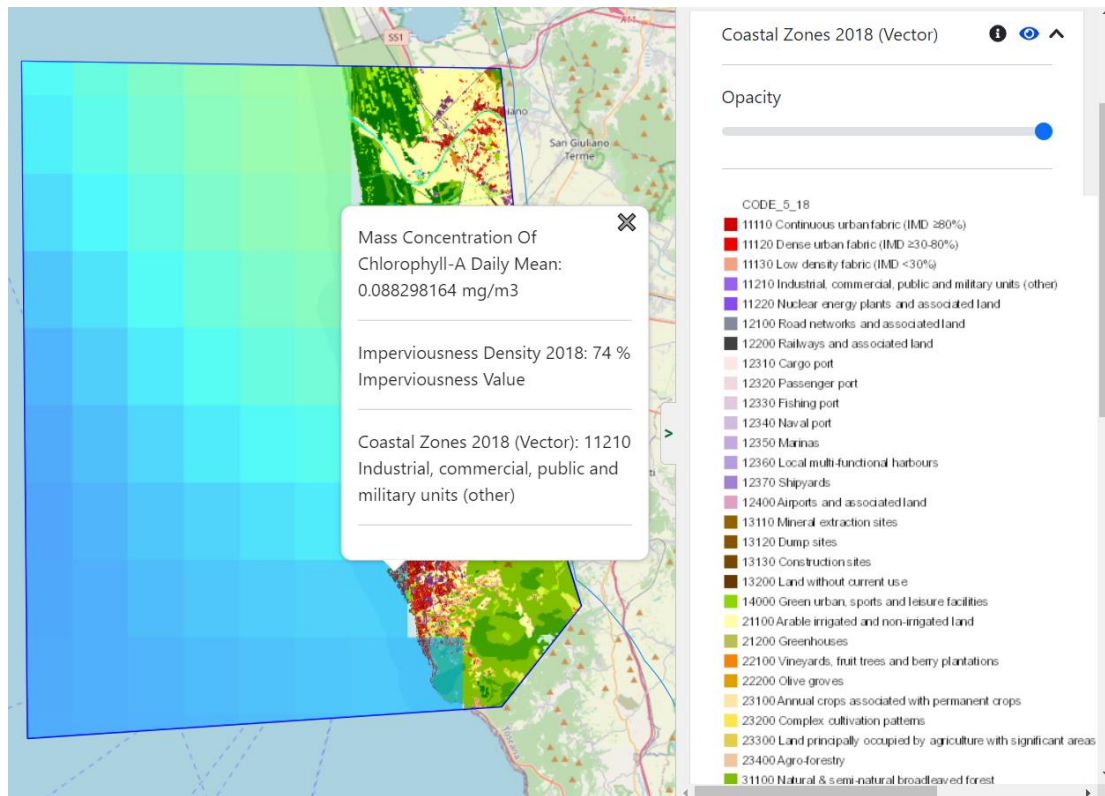 A11
SS1
San Giuliano
Terme
Mass Concentration Of
Chlorophyll-A Daily Mean:
0.088298164 mg/m3
Imperviousness Density 2018: 74 %
Imperviousness Value
Coastal Zones 2018 (Vector): 11210
Industrial, commercial, public and
military units (other)
>
Toscana
Coastal Zones 2018 (Vector)
Opacity
CODE_5_18
11110 Continuous urban fabric (IMD ≥80%)
11120 Dense urban fabric (IMD ≥30-80%)
11130 Low density fabric (IMD <30%)
11210 Industrial, commercial, public and military units (other)
11220 Nuclear energy plants and associated land
12100 Road networks and associated land
12200 Railways and associated land
12310 Cargo port
12320 Passenger port
12330 Fishing port
12340 Naval port
12350 Marinas
12360 Local multi-functional harbours
12370 Shipyards
12400 Airports and associated land
13110 Mineral extraction sites
13120 Dump sites
13130 Construction sites
13200 Land without current use
14000 Green urban, sports and leisure facilities
21100 Arable irrigated and non-irrigated land
21200 Greenhouses
22100 Vineyards, fruit trees and berry plantations
22200 Olive groves
23100 Annual crops associated with permanent crops
23200 Complex cultivation patterns
23300 Land principally occupied by agriculture with significant areas
23400 Agro-forestry
31100 Natural & semi-natural broadleaved forest